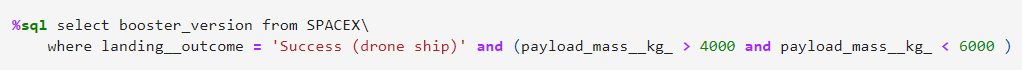 %sql select booster_version from SPACEX\
where landing__outcome = 'Success (drone ship)' and (payload_mass__kg_ > 4000 and payload_mass__kg_ < 6000 )